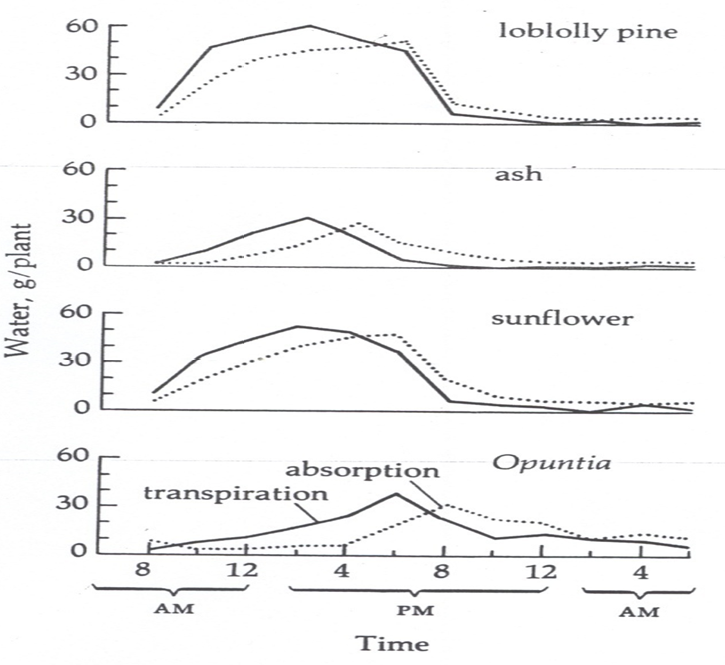 60
30
0
loblolly pine
60
30
0
ash
60
30
0
sunflower
60
30
0
Opuntia
absorption
transpiration
Water, g/plant
8 12 4 8 12 4
AM PM AM
Time